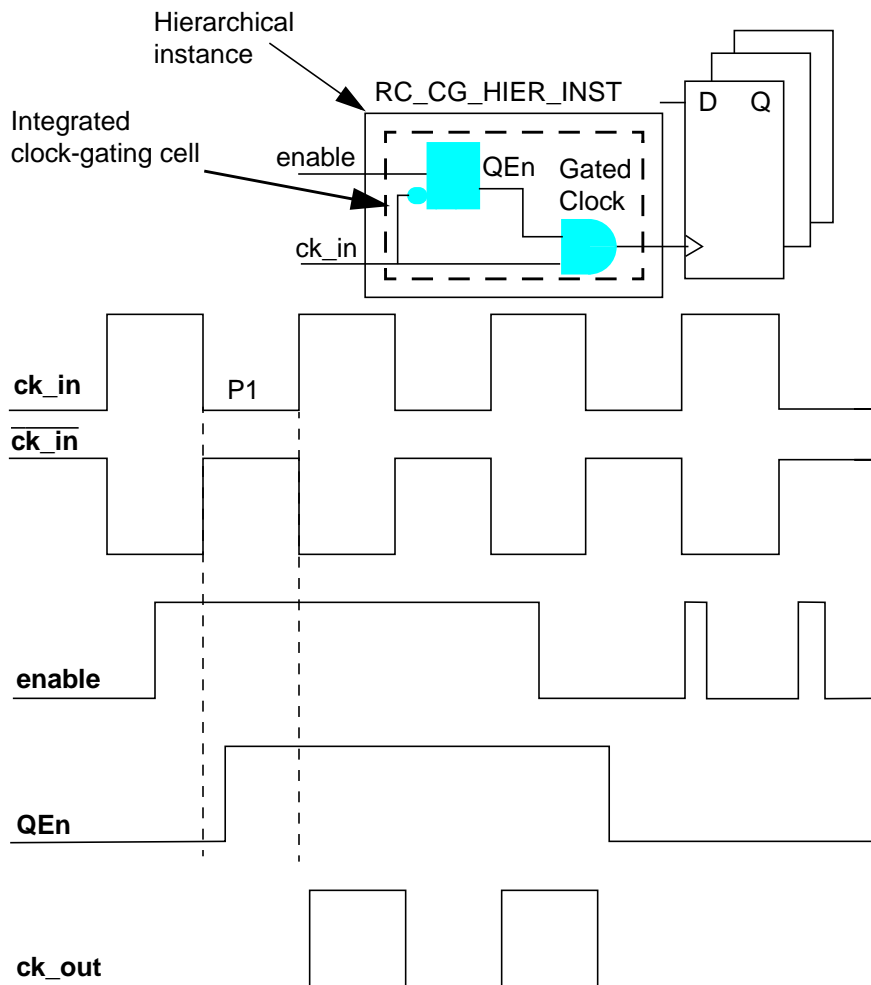 Hierarchical
instance
RC_CG_HIER_INST
D Q
Integrated
clock-gating cell
enable
QEn
Gated
Clock
ck_in
ck_in
P1
ck_in
enable
QEn
ck_out